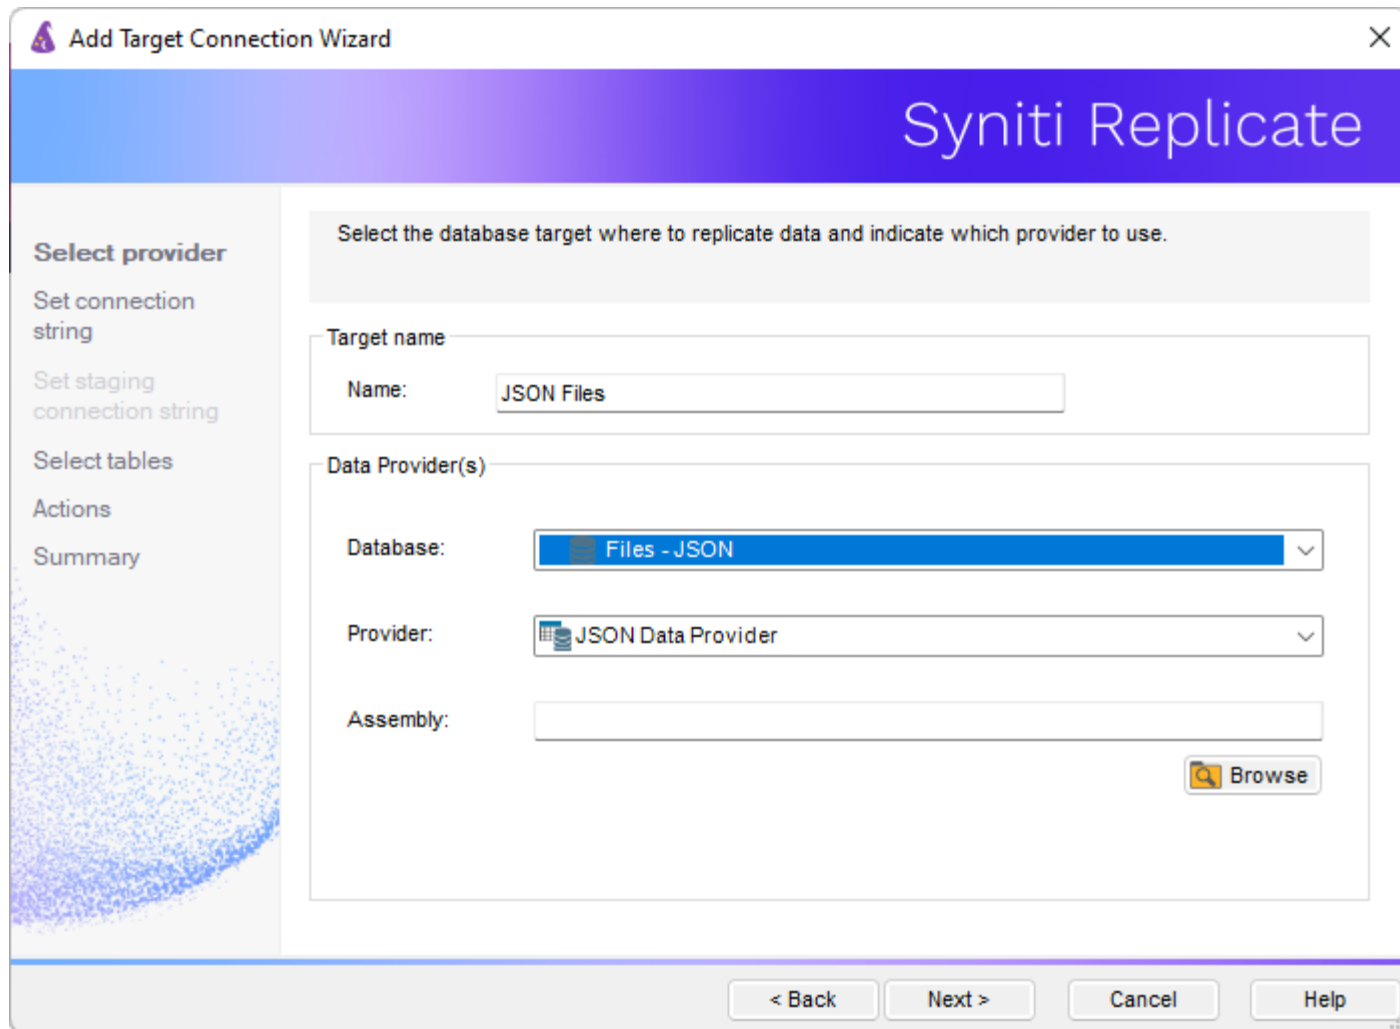 Add Target Connection Wizard
Syniti Replicate
Select provider
Set connection
string
Set staging
connection string
Select tables
Actions
Summary
Select the database target where to replicate data and indicate which provider to use.
Target name
Name:
JSON Files
Data Provider(s)
Database:
Files - JSON
Provider:
JSON Data Provider
Assembly:
Browse
< Back
Next >
Cancel
Help